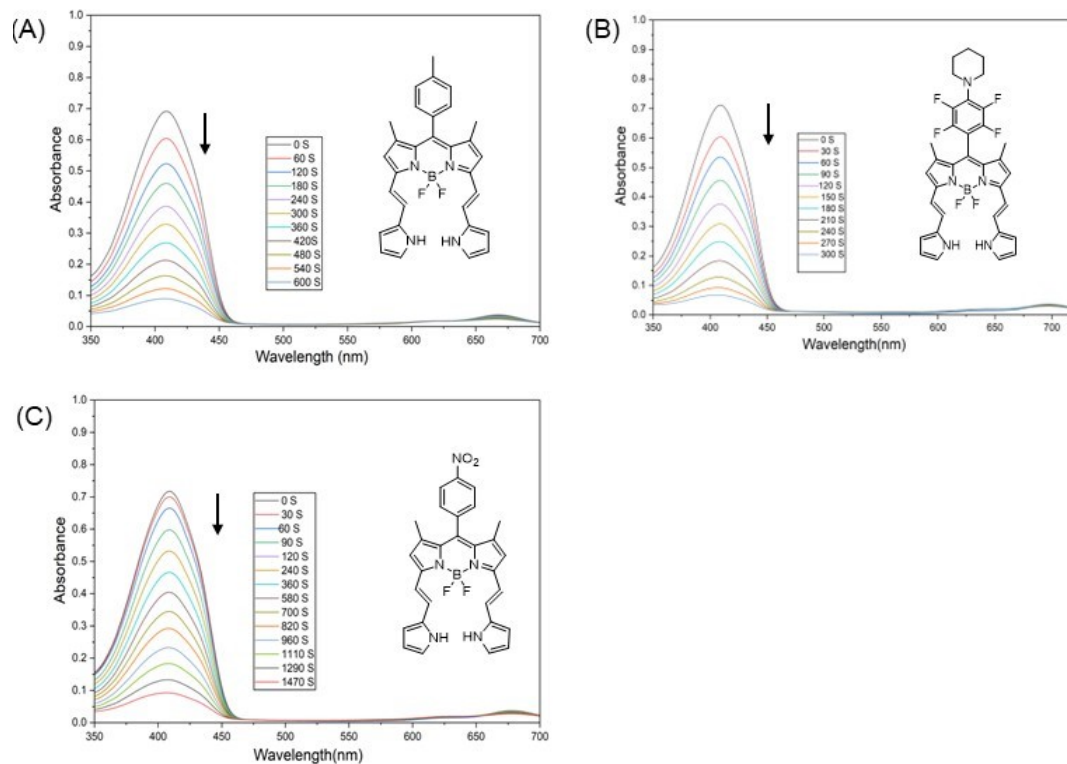 (A)
Absorbance
1.0
0.9
0.8
0.7
0.6
0.5
0.4
0.3
0.2
0.1
0.0
350 400 450 500 550 600 650 700
Wavelength (nm)
0 S
60 S
120 S
180 S
240 S
300 S
360 S
420S
480 S
540 S
600 S
N N
B
F F
NH HN
(B)
Absorbance
1.0
0.9
0.8
0.7
0.6
0.5
0.4
0.3
0.2
0.1
0.0
350 400 450 500 550 600 650 700
Wavelength(nm)
0 S
30 S
60 S
90 S
120 S
150 S
180 S
210 S
240 S
270 S
300 S
N
F F
F F
N N
B
F F
NH HN
(C)
Absorbance
1.0
0.9
0.8
0.7
0.6
0.5
0.4
0.3
0.2
0.1
0.0
350 400 450 500 550 600 650 700
Wavelength(nm)
0 S
30 S
60 S
90 S
120 S
240 S
360 S
580 S
700 S
820 S
960 S
1110 S
1290 S
1470 S
NO₂
N N
B
F F
NH HN